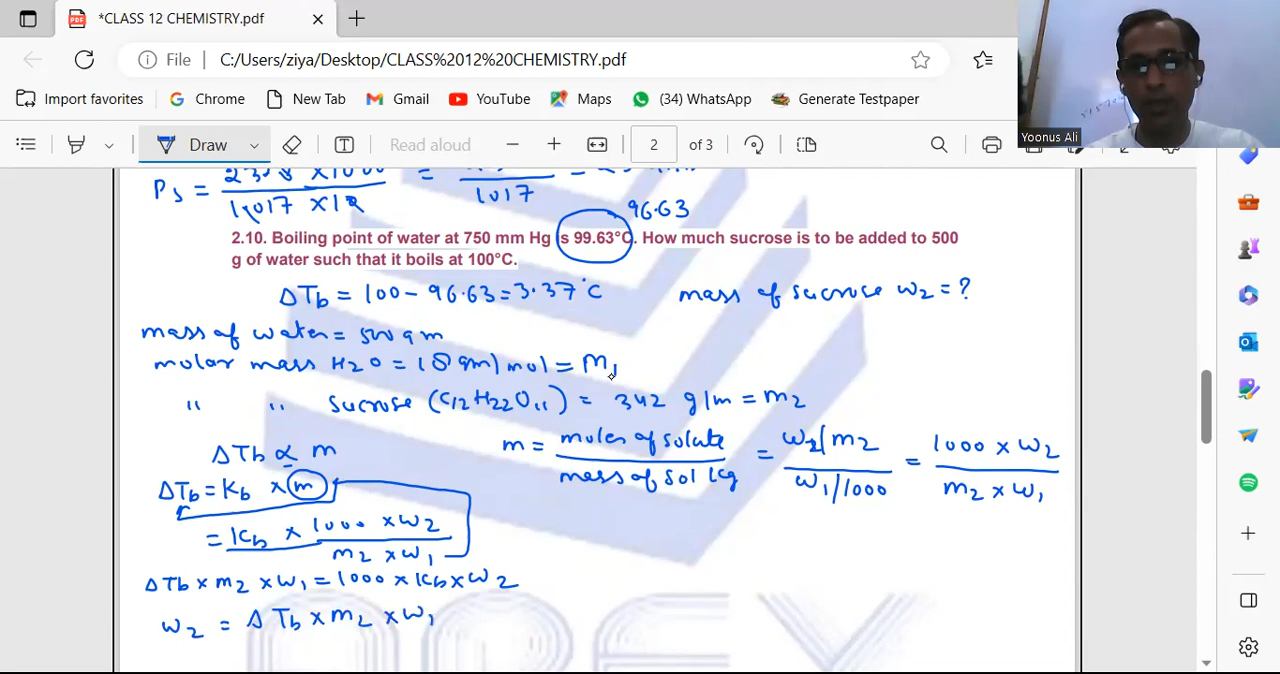 *CLASS 12 CHEMISTRY.pdf
File | C:/Users/ziya/Desktop/CLASS%2012%20CHEMISTRY.pdf
Import favorites Chrome New Tab Gmail YouTube Maps (34) WhatsApp Generate Testpaper
Yoonus Ali
Draw Read aloud 2 of 3
Ps =
1017 ×18
1017
96.63
2.10. Boiling point of water at 750 mm Hg is 99.63°C. How much sucrose is to be added to 500
g of water such that it boils at 100°C.
ΔTb = 100 - 96.63 = 3.37°C mass of sucrose w2 = ?
mass of water = 500 gm
molar mass H2O = 18 gm/mol = M1
" " sucrose (C12H22O11) = 342 g/m = m2
ΔTb ∝ m m = moles of solute / mass of sol kg = w2/m2 / w1/1000 = 1000 × w2 / m2 × w1
ΔTb = Kb × m
= Kb × 1000 × w2 / m2 × w1
ΔTb × m2 × w1 = 1000 × Kb × w2
w2 = ΔTb × m2 × w1